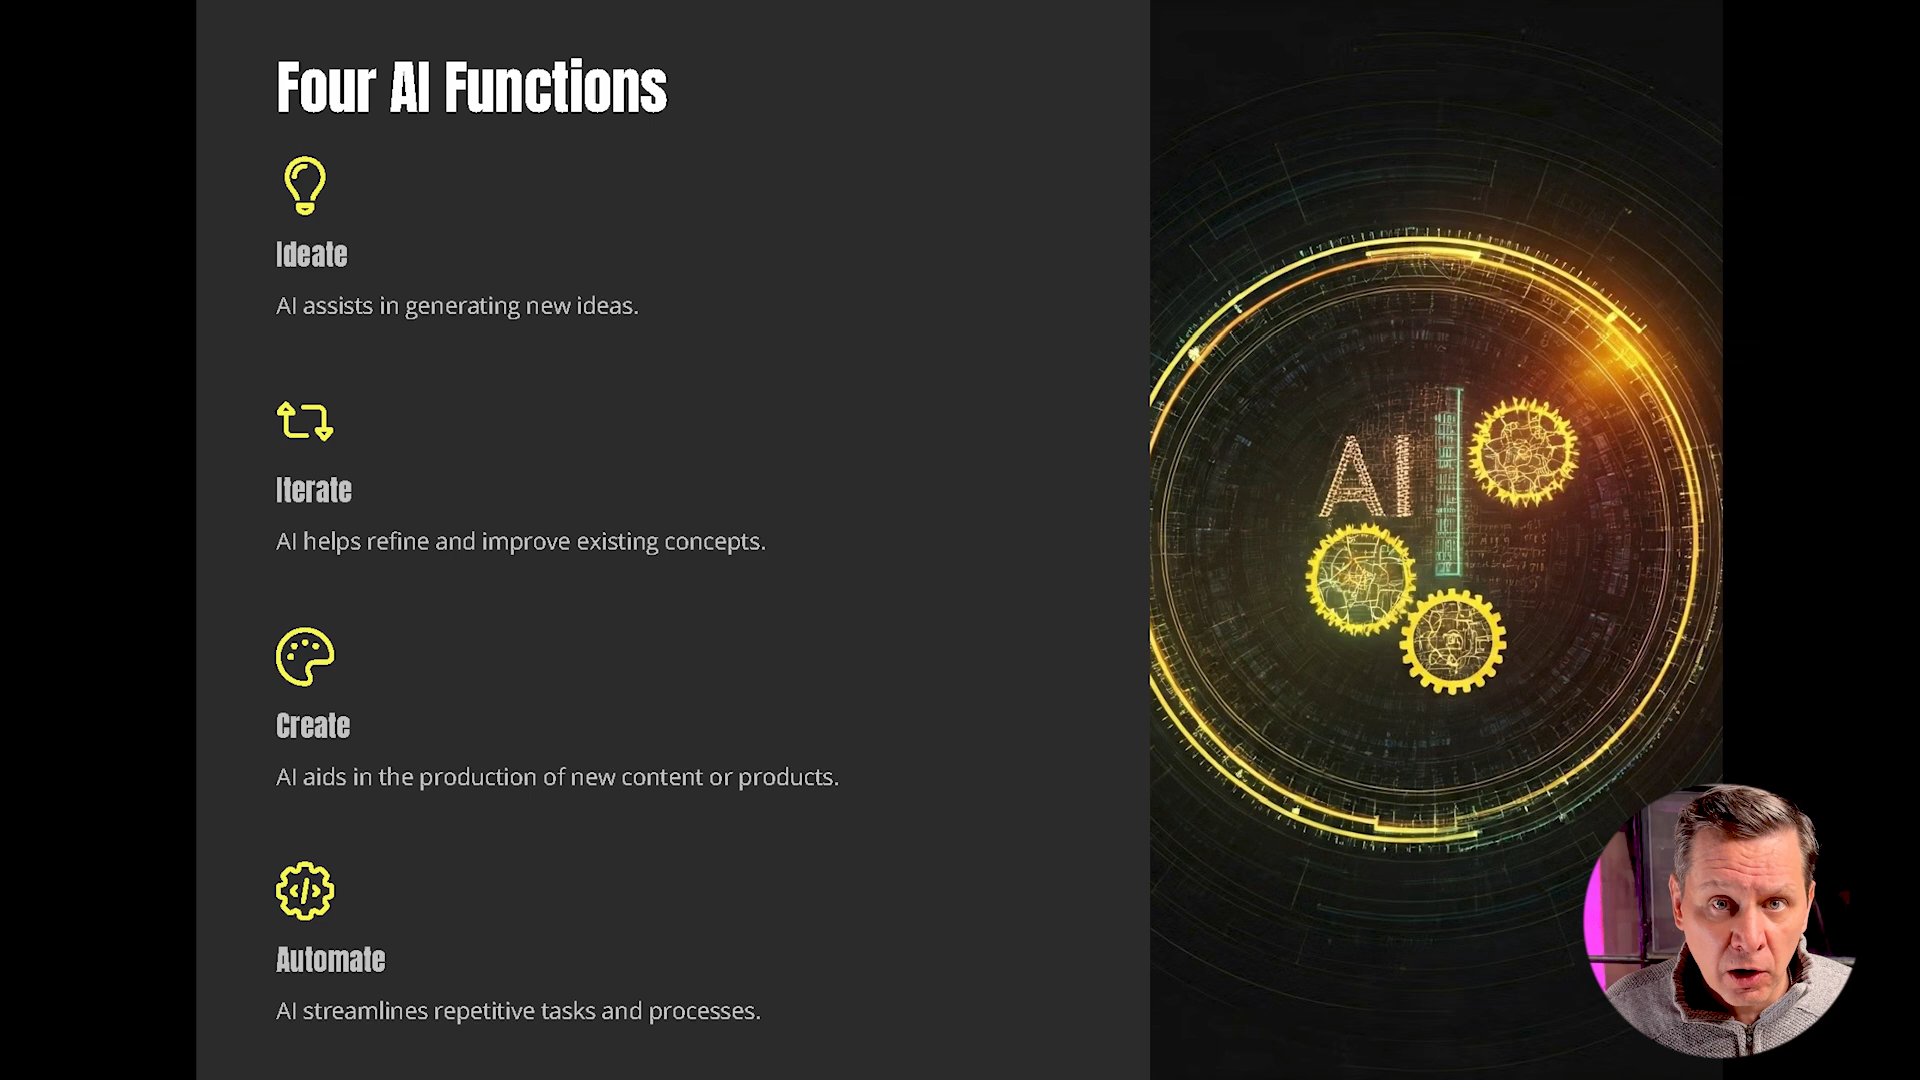 Four AI Functions
Ideate
AI assists in generating new ideas.
Iterate
AI helps refine and improve existing concepts.
Create
AI aids in the production of new content or products.
Automate
AI streamlines repetitive tasks and processes.
AI